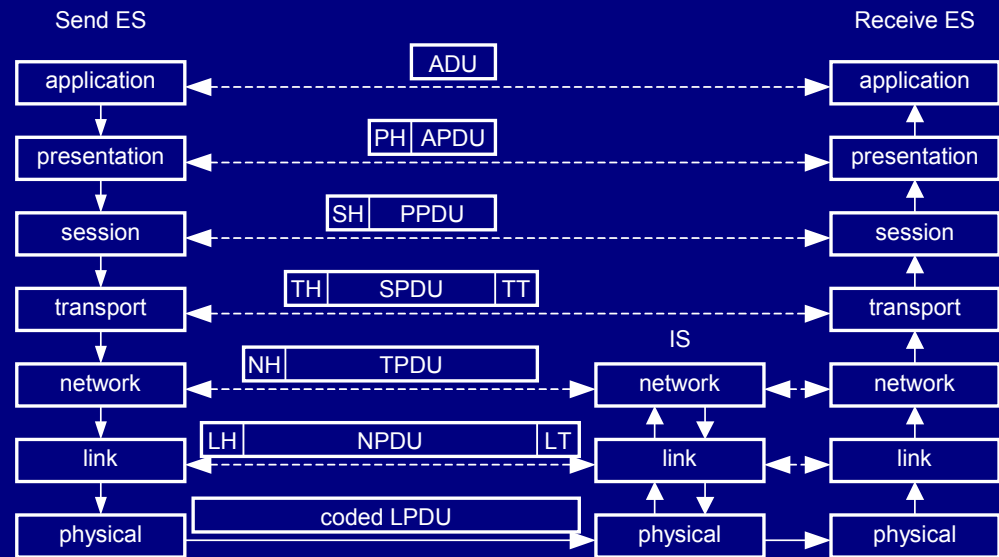 Send ES Receive ES
ADU
application application
PH APDU
presentation presentation
SH PPDU
session session
TH SPDU TT
transport transport
IS
NH TPDU
network network network
LH NPDU LT
link link link
coded LPDU
physical physical physical